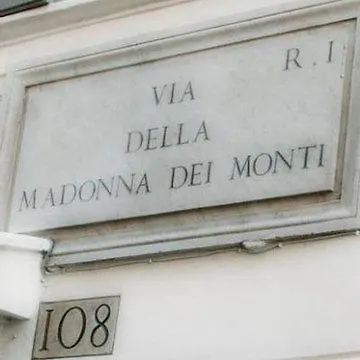 R. I
VIA
DELLA
MADONNA DEI MONTI
108